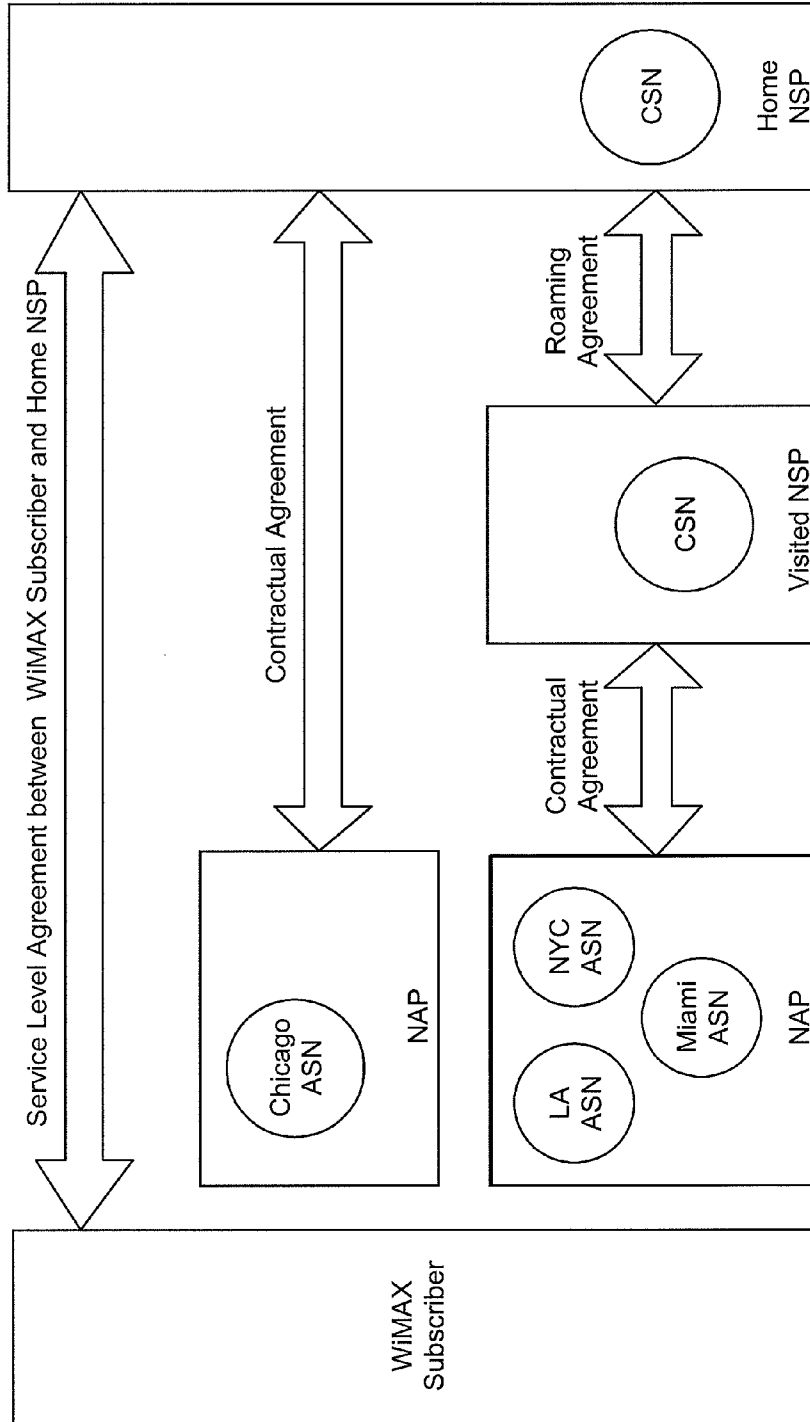 Service Level Agreement between WiMAX Subscriber and Home NSP
WiMAX
Subscriber
Chicago
ASN
NAP
Contractual Agreement
LA
ASN
NYC
ASN
Miami
ASN
NAP
Contractual
Agreement
CSN
Visited NSP
Roaming
Agreement
CSN
Home
NSP